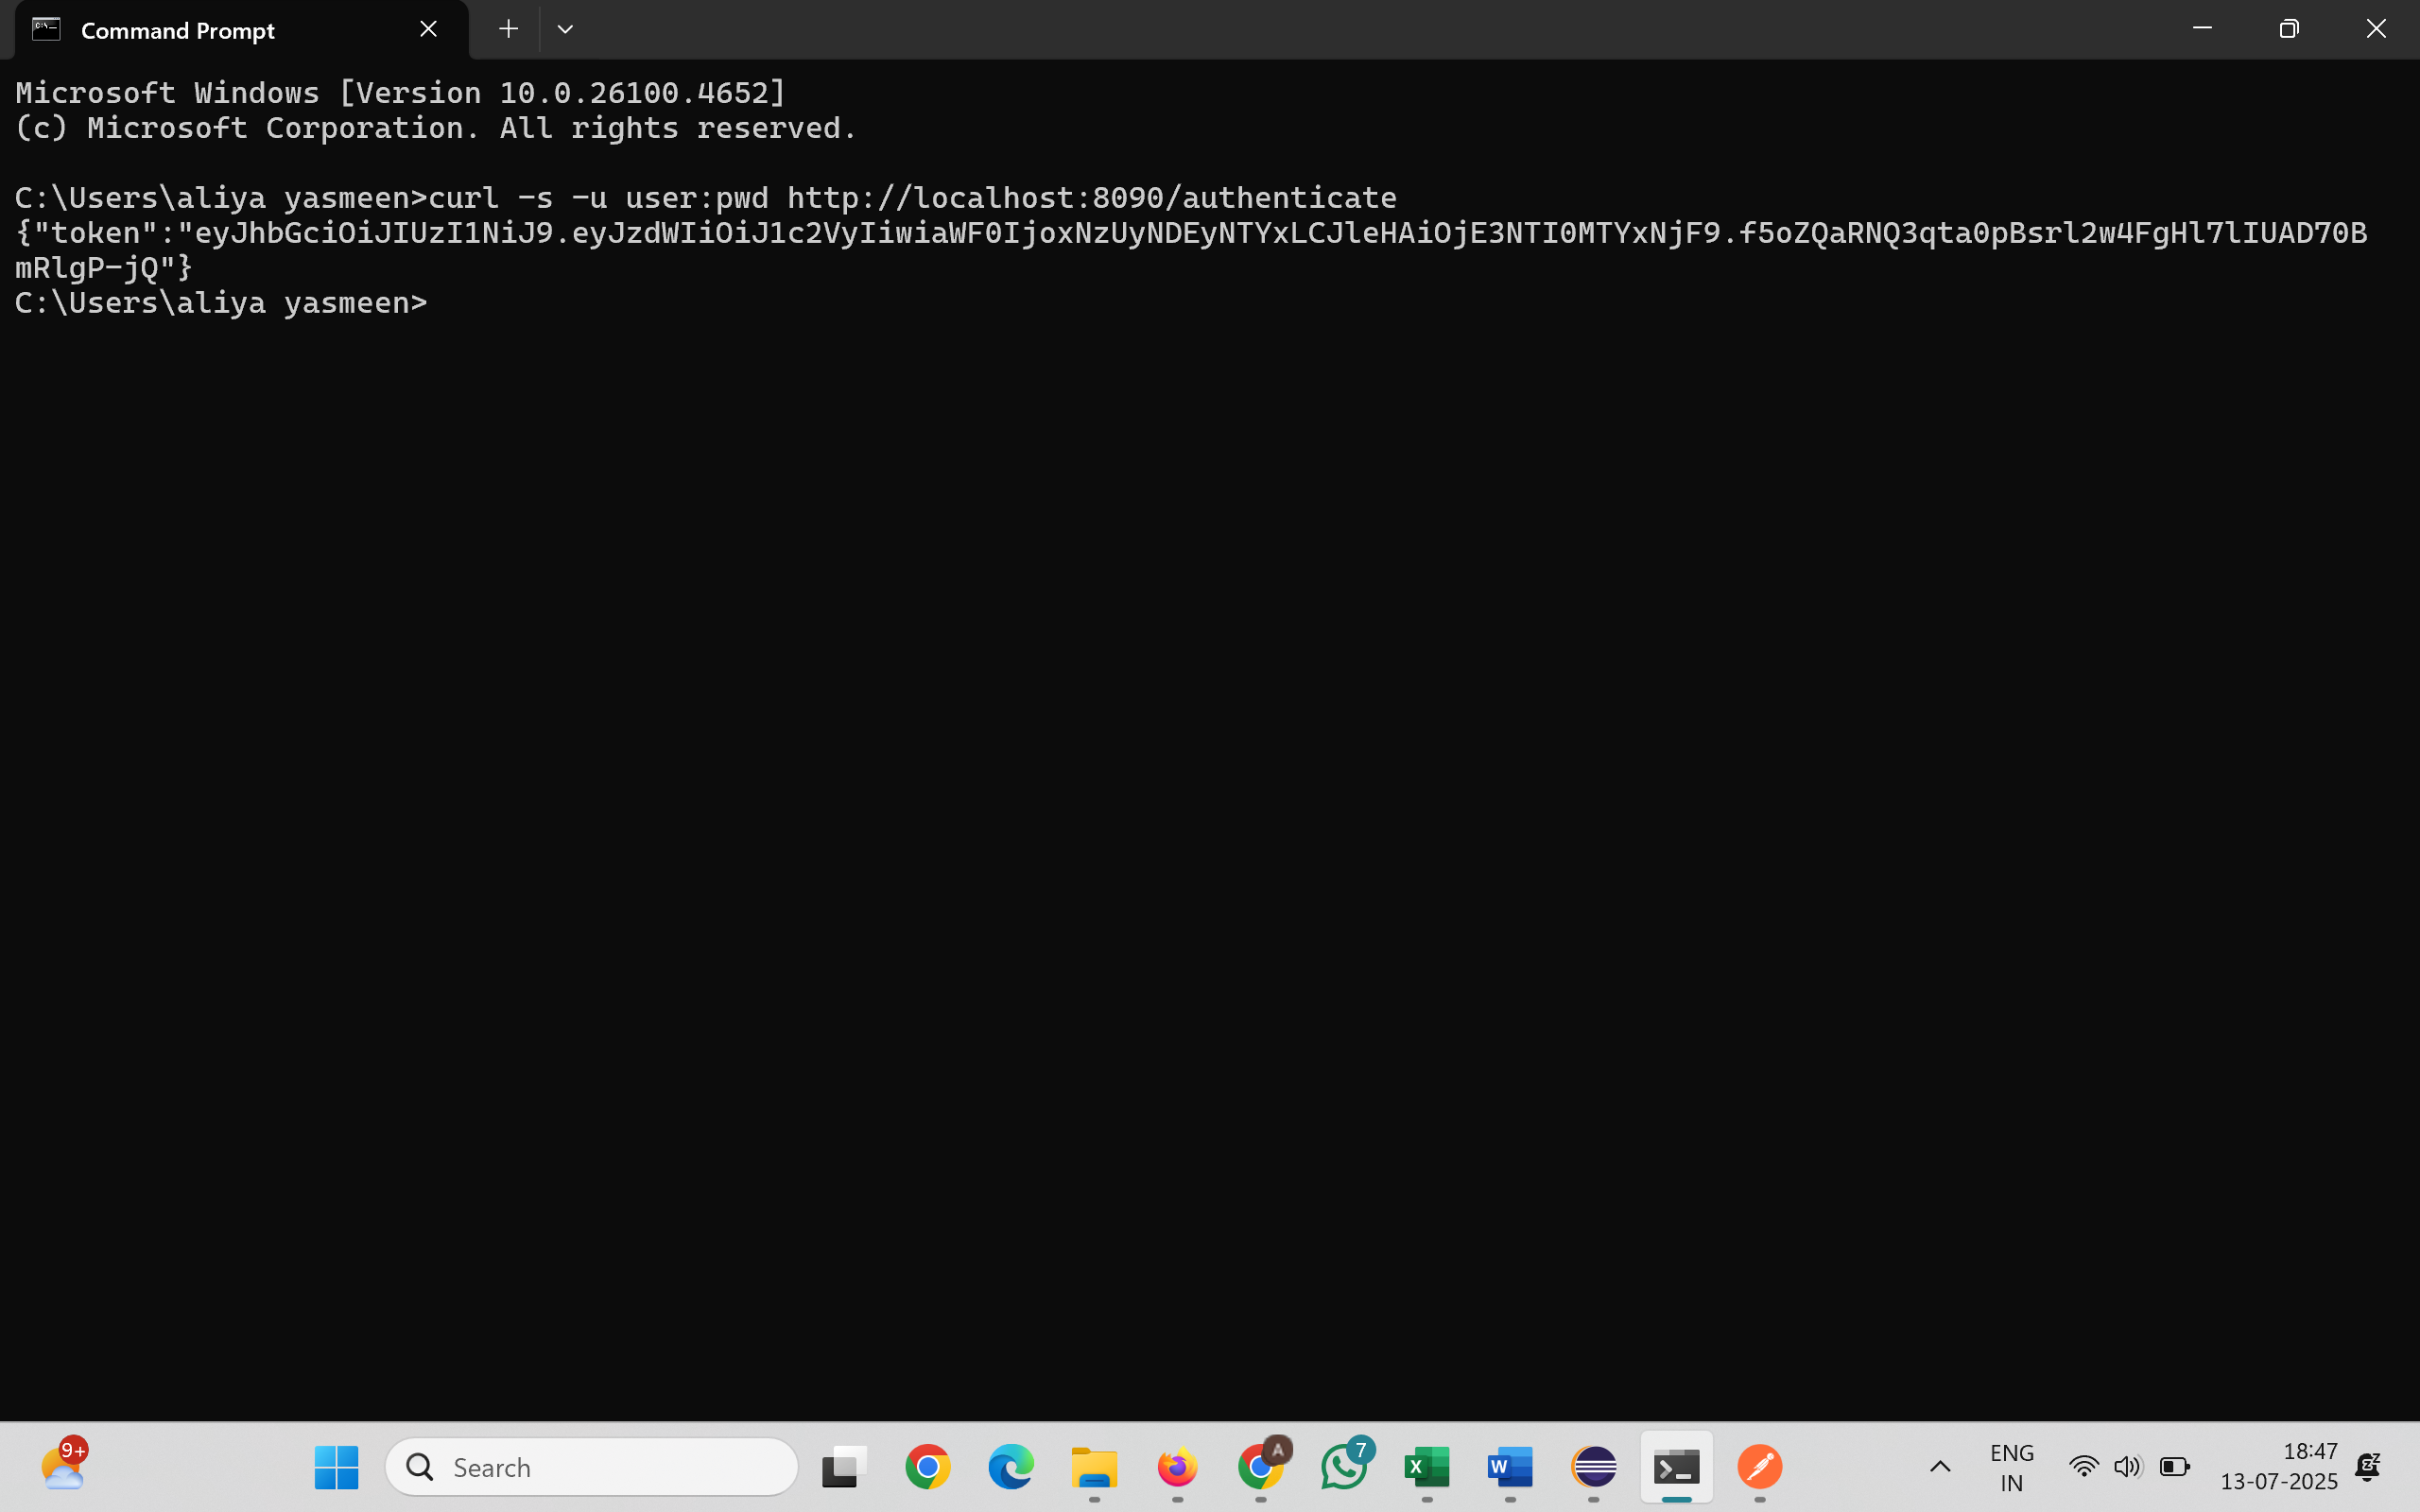 Command Prompt
Microsoft Windows [Version 10.0.26100.4652]
(c) Microsoft Corporation. All rights reserved.
C:\Users\aliya yasmeen>curl -s -u user:pwd http://localhost:8090/authenticate
{"token":"eyJhbGciOiJIUzI1NiJ9.eyJzdWIiOiJ1c2VyIiwiaWF0IjoxNzUyNDEyNTYxLCJleHAiOjE3NTI0MTYxNjF9.f5oZQaRNQ3qta0pBsrl2w4FgHl7lIUAD70B
mRlgP-jQ"}
C:\Users\aliya yasmeen>
9+
Search
A
7
X
W
ENG
IN
18:47
13-07-2025